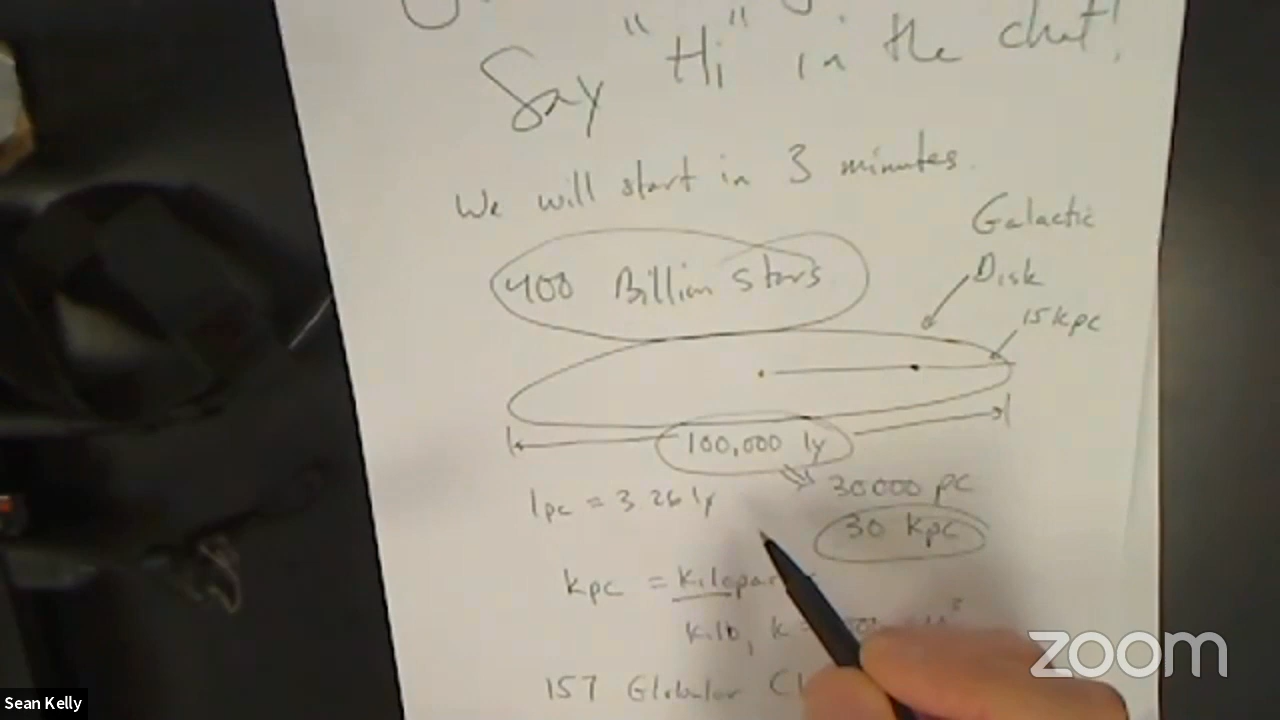 Say "Hi" in the chat!
We will start in 3 minutes.
Galactic
Disk
400 Billion stars
15 kpc
100,000 ly
30000 pc
1pc = 3.26 ly
30 kpc
kpc = kilopar
kilo, k =
157 Globular Cl
zoom
Sean Kelly